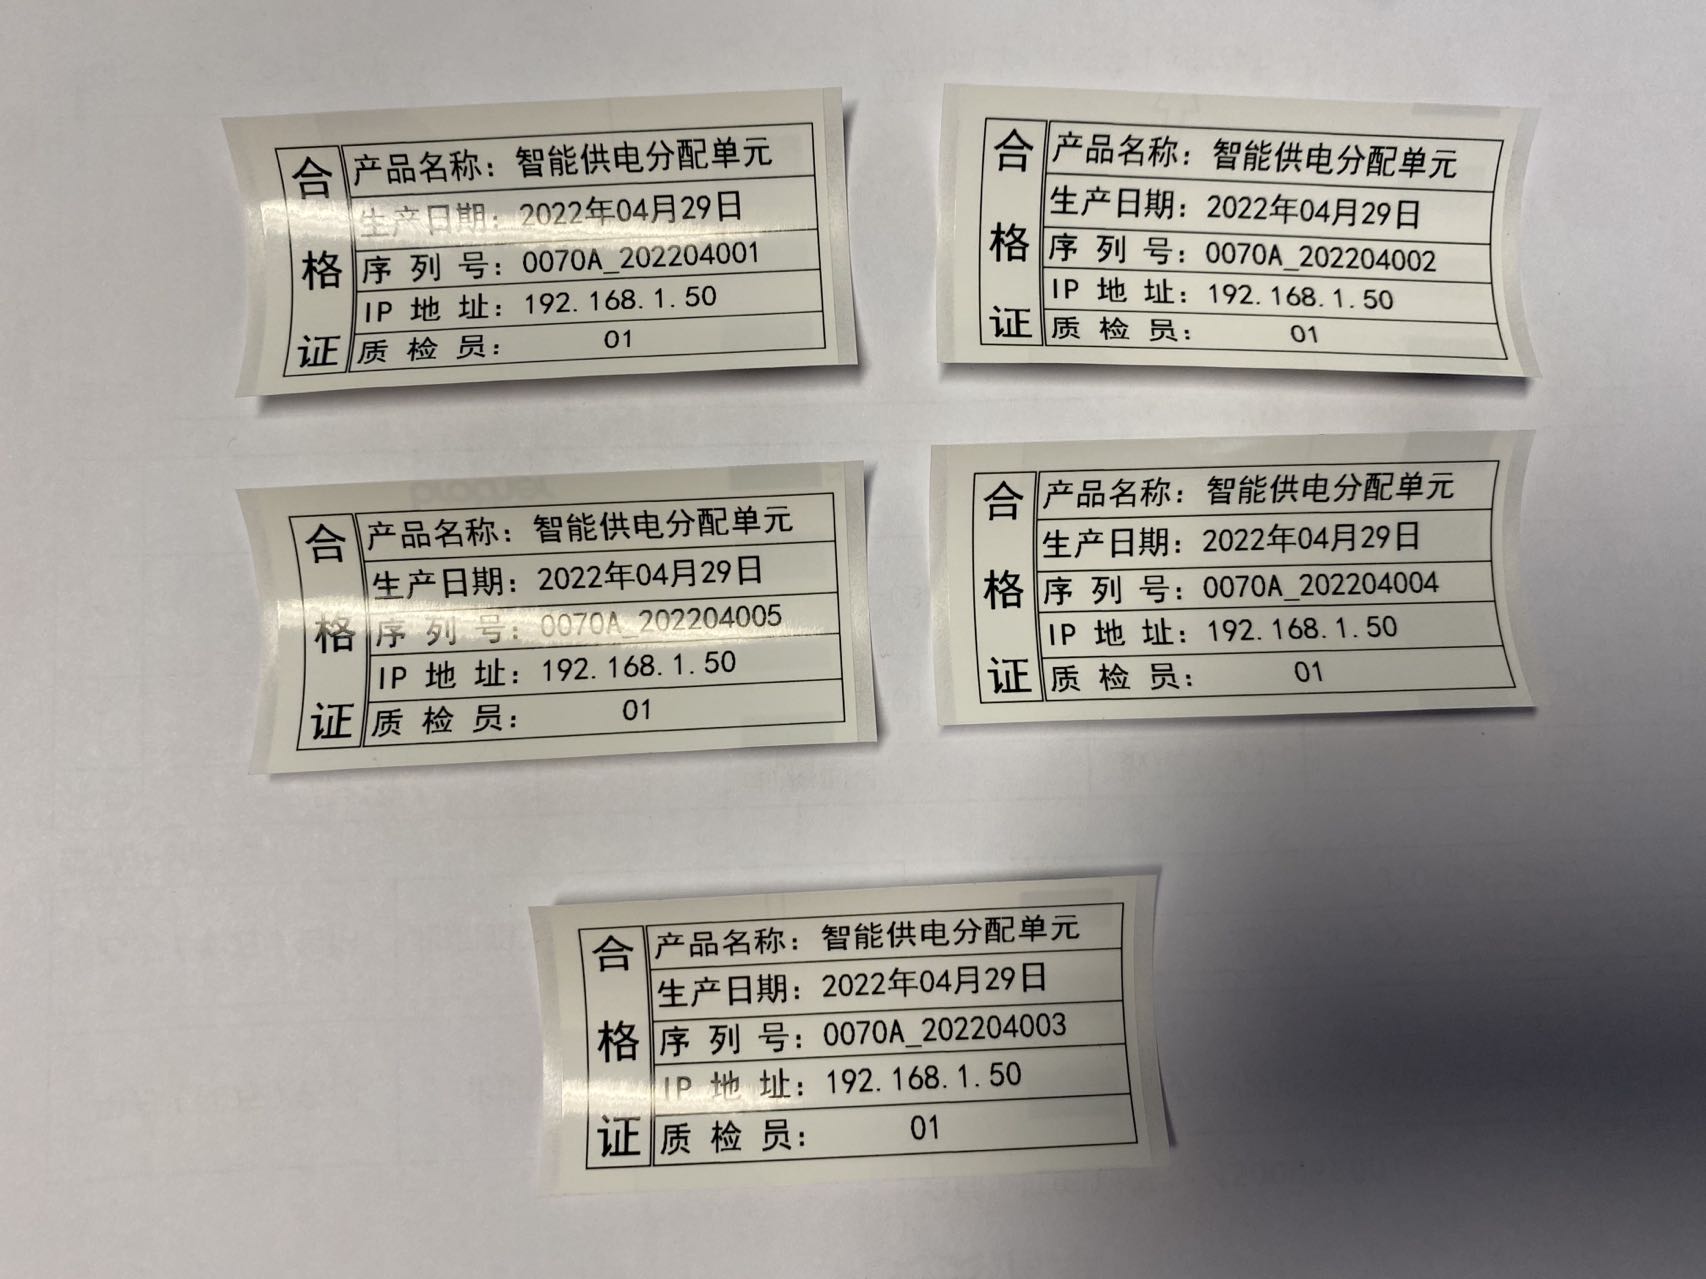 合格证
产品名称：智能供电分配单元
生产日期：2022年04月29日
序列号：0070A_202204001
IP地址：192.168.1.50
质检员：01
合格证
产品名称：智能供电分配单元
生产日期：2022年04月29日
序列号：0070A_202204002
IP地址：192.168.1.50
质检员：01
合格证
产品名称：智能供电分配单元
生产日期：2022年04月29日
序列号：0070A_202204005
IP地址：192.168.1.50
质检员：01
合格证
产品名称：智能供电分配单元
生产日期：2022年04月29日
序列号：0070A_202204004
IP地址：192.168.1.50
质检员：01
合格证
产品名称：智能供电分配单元
生产日期：2022年04月29日
序列号：0070A_202204003
IP地址：192.168.1.50
质检员：01